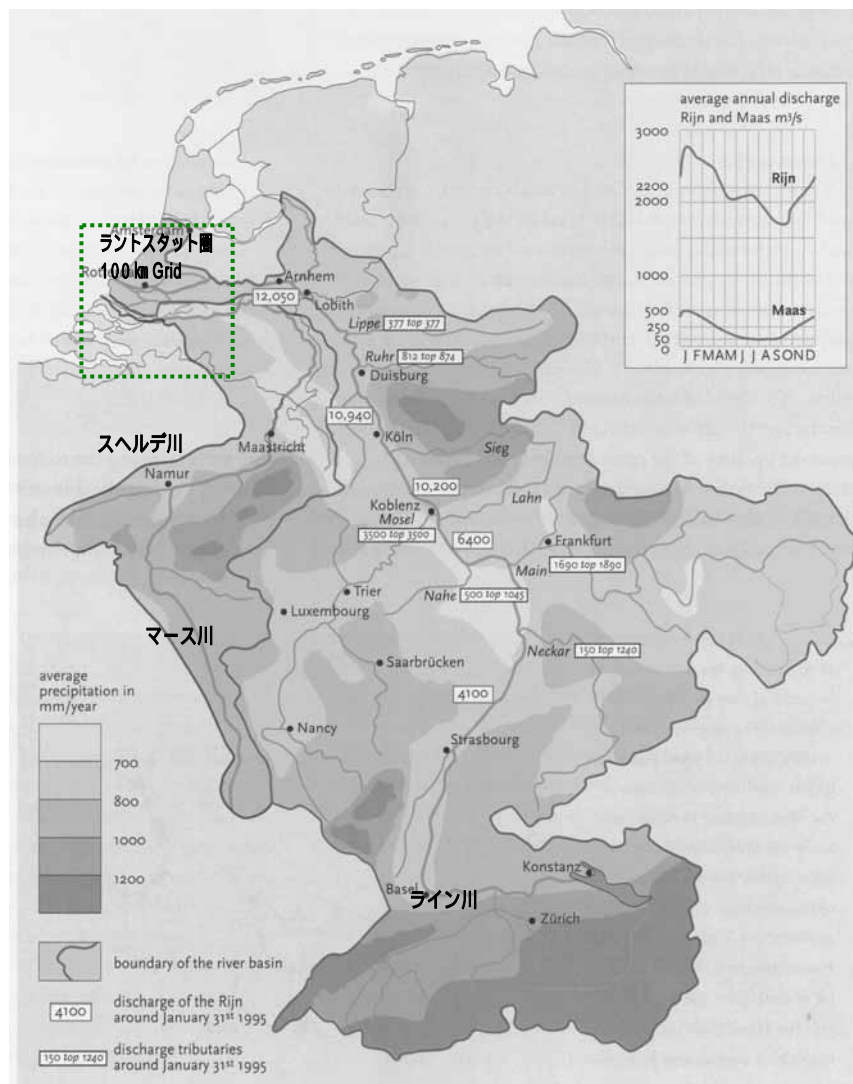 average annual discharge
Rijn and Maas m³/s
3000
2200
2000
1000
500
250
50
0
Rijn
Maas
J F M A M J J A S O N D
Amsterdam
ラントスタット圏
100 km Grid
Arnhem
12,050
Lobith
Lippe 377 top 377
Ruhr 812 top 874
Duisburg
10,940
Köln
スヘルデ川
Maastricht
Sieg
Namur
10,200
Lahn
Koblenz
Mosel
3500 top 3500
6400
Frankfurt
Main 1690 top 1890
Trier
Nahe 500 top 1045
Luxembourg
マース川
Neckar 150 top 1240
Saarbrücken
4100
Nancy
Strasbourg
average
precipitation in
mm/year
700
800
1000
1200
Konstanz
Basel
ライン川
Zürich
boundary of the river basin
4100 discharge of the Rijn
around January 31st 1995
150 top 1240 discharge tributaries
around January 31st 1995